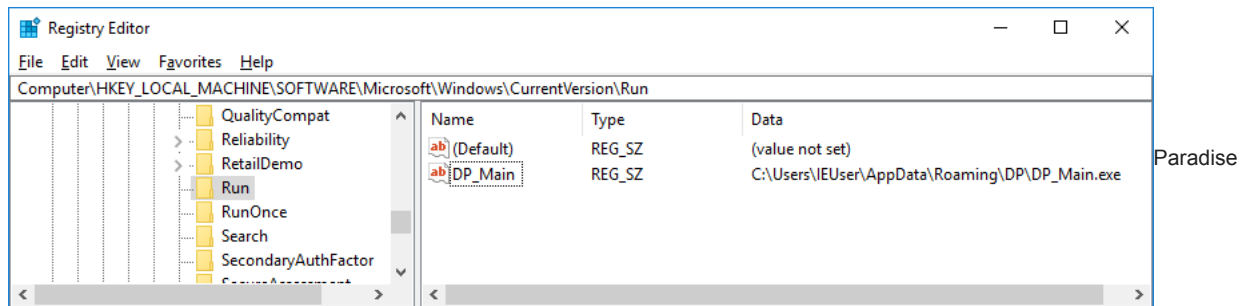 Registry Editor
File Edit View Favorites Help
Computer\HKEY_LOCAL_MACHINE\SOFTWARE\Microsoft\Windows\CurrentVersion\Run
QualityCompat
Reliability
RetailDemo
Run
RunOnce
Search
SecondaryAuthFactor
Name Type Data
ab (Default) REG_SZ (value not set)
ab DP_Main REG_SZ C:\Users\IEUser\AppData\Roaming\DP\DP_Main.exe
Paradise